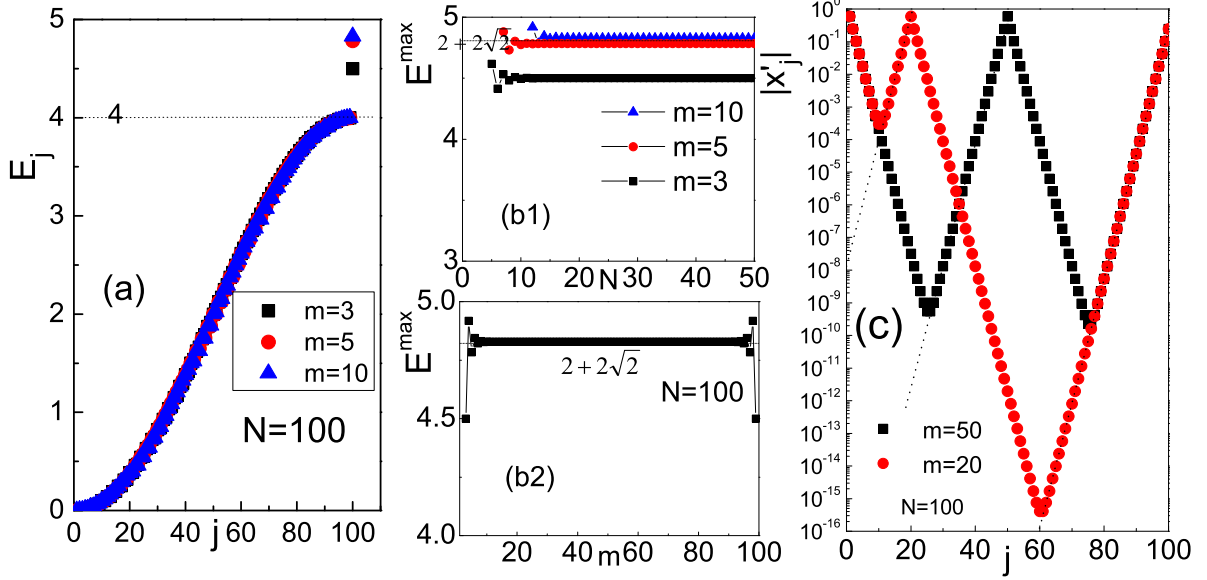 5
4
3
2
1
0
E_j
4
(a)
m=3
m=5
m=10
N=100
0 20 40 60 80 100
j
5
4
3
E^max
2+2√2
m=10
m=5
m=3
(b1)
0 10 20 30 40 50
N
5.0
4.5
4.0
E^max
2+2√2
N=100
(b2)
20 40 60 80 100
m
10^0
10^-1
10^-2
10^-3
10^-4
10^-5
10^-6
10^-7
10^-8
10^-9
10^-10
10^-11
10^-12
10^-13
10^-14
10^-15
10^-16
|x'_j|
(c)
m=50
m=20
N=100
0 20 40 60 80 100
j